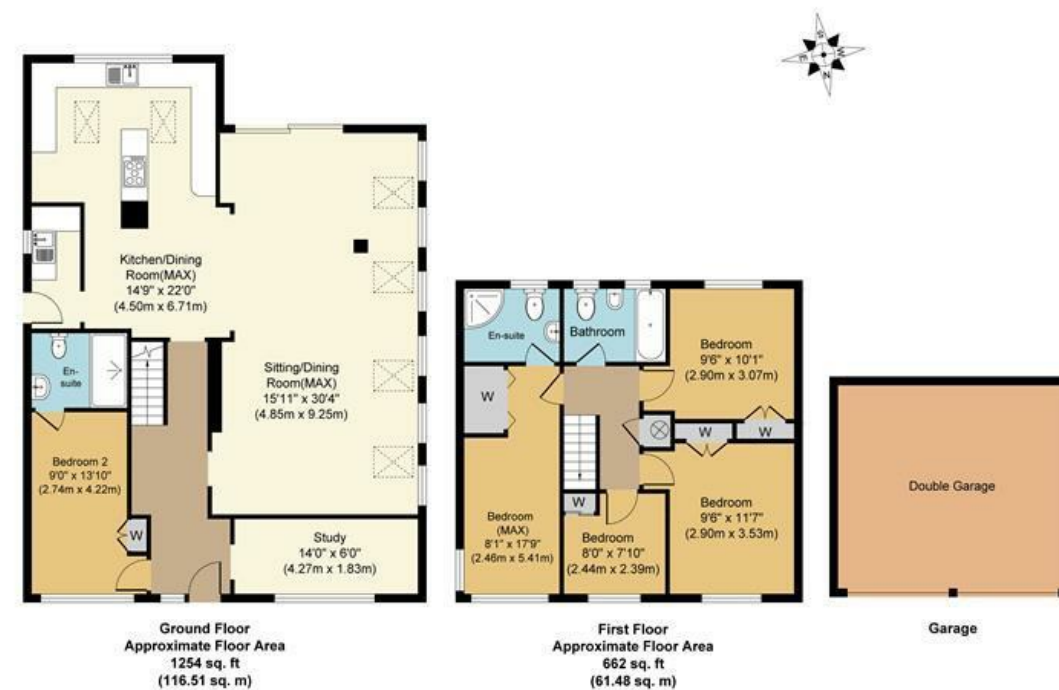 S
W
E
N
Kitchen/Dining
Room(MAX)
14'9" x 22'0"
(4.50m x 6.71m)
En-
suite
Sitting/Dining
Room(MAX)
15'11" x 30'4"
(4.85m x 9.25m)
Bedroom 2
9'0" x 13'10"
(2.74m x 4.22m)
W
Study
14'0" x 6'0"
(4.27m x 1.83m)
Ground Floor
Approximate Floor Area
1254 sq. ft
(116.51 sq. m)
En-suite
Bathroom
Bedroom
9'6" x 10'1"
(2.90m x 3.07m)
W
W
W
W
Bedroom
(MAX)
8'1" x 17'9"
(2.46m x 5.41m)
Bedroom
8'0" x 7'10"
(2.44m x 2.39m)
Bedroom
9'6" x 11'7"
(2.90m x 3.53m)
First Floor
Approximate Floor Area
662 sq. ft
(61.48 sq. m)
Double Garage
Garage